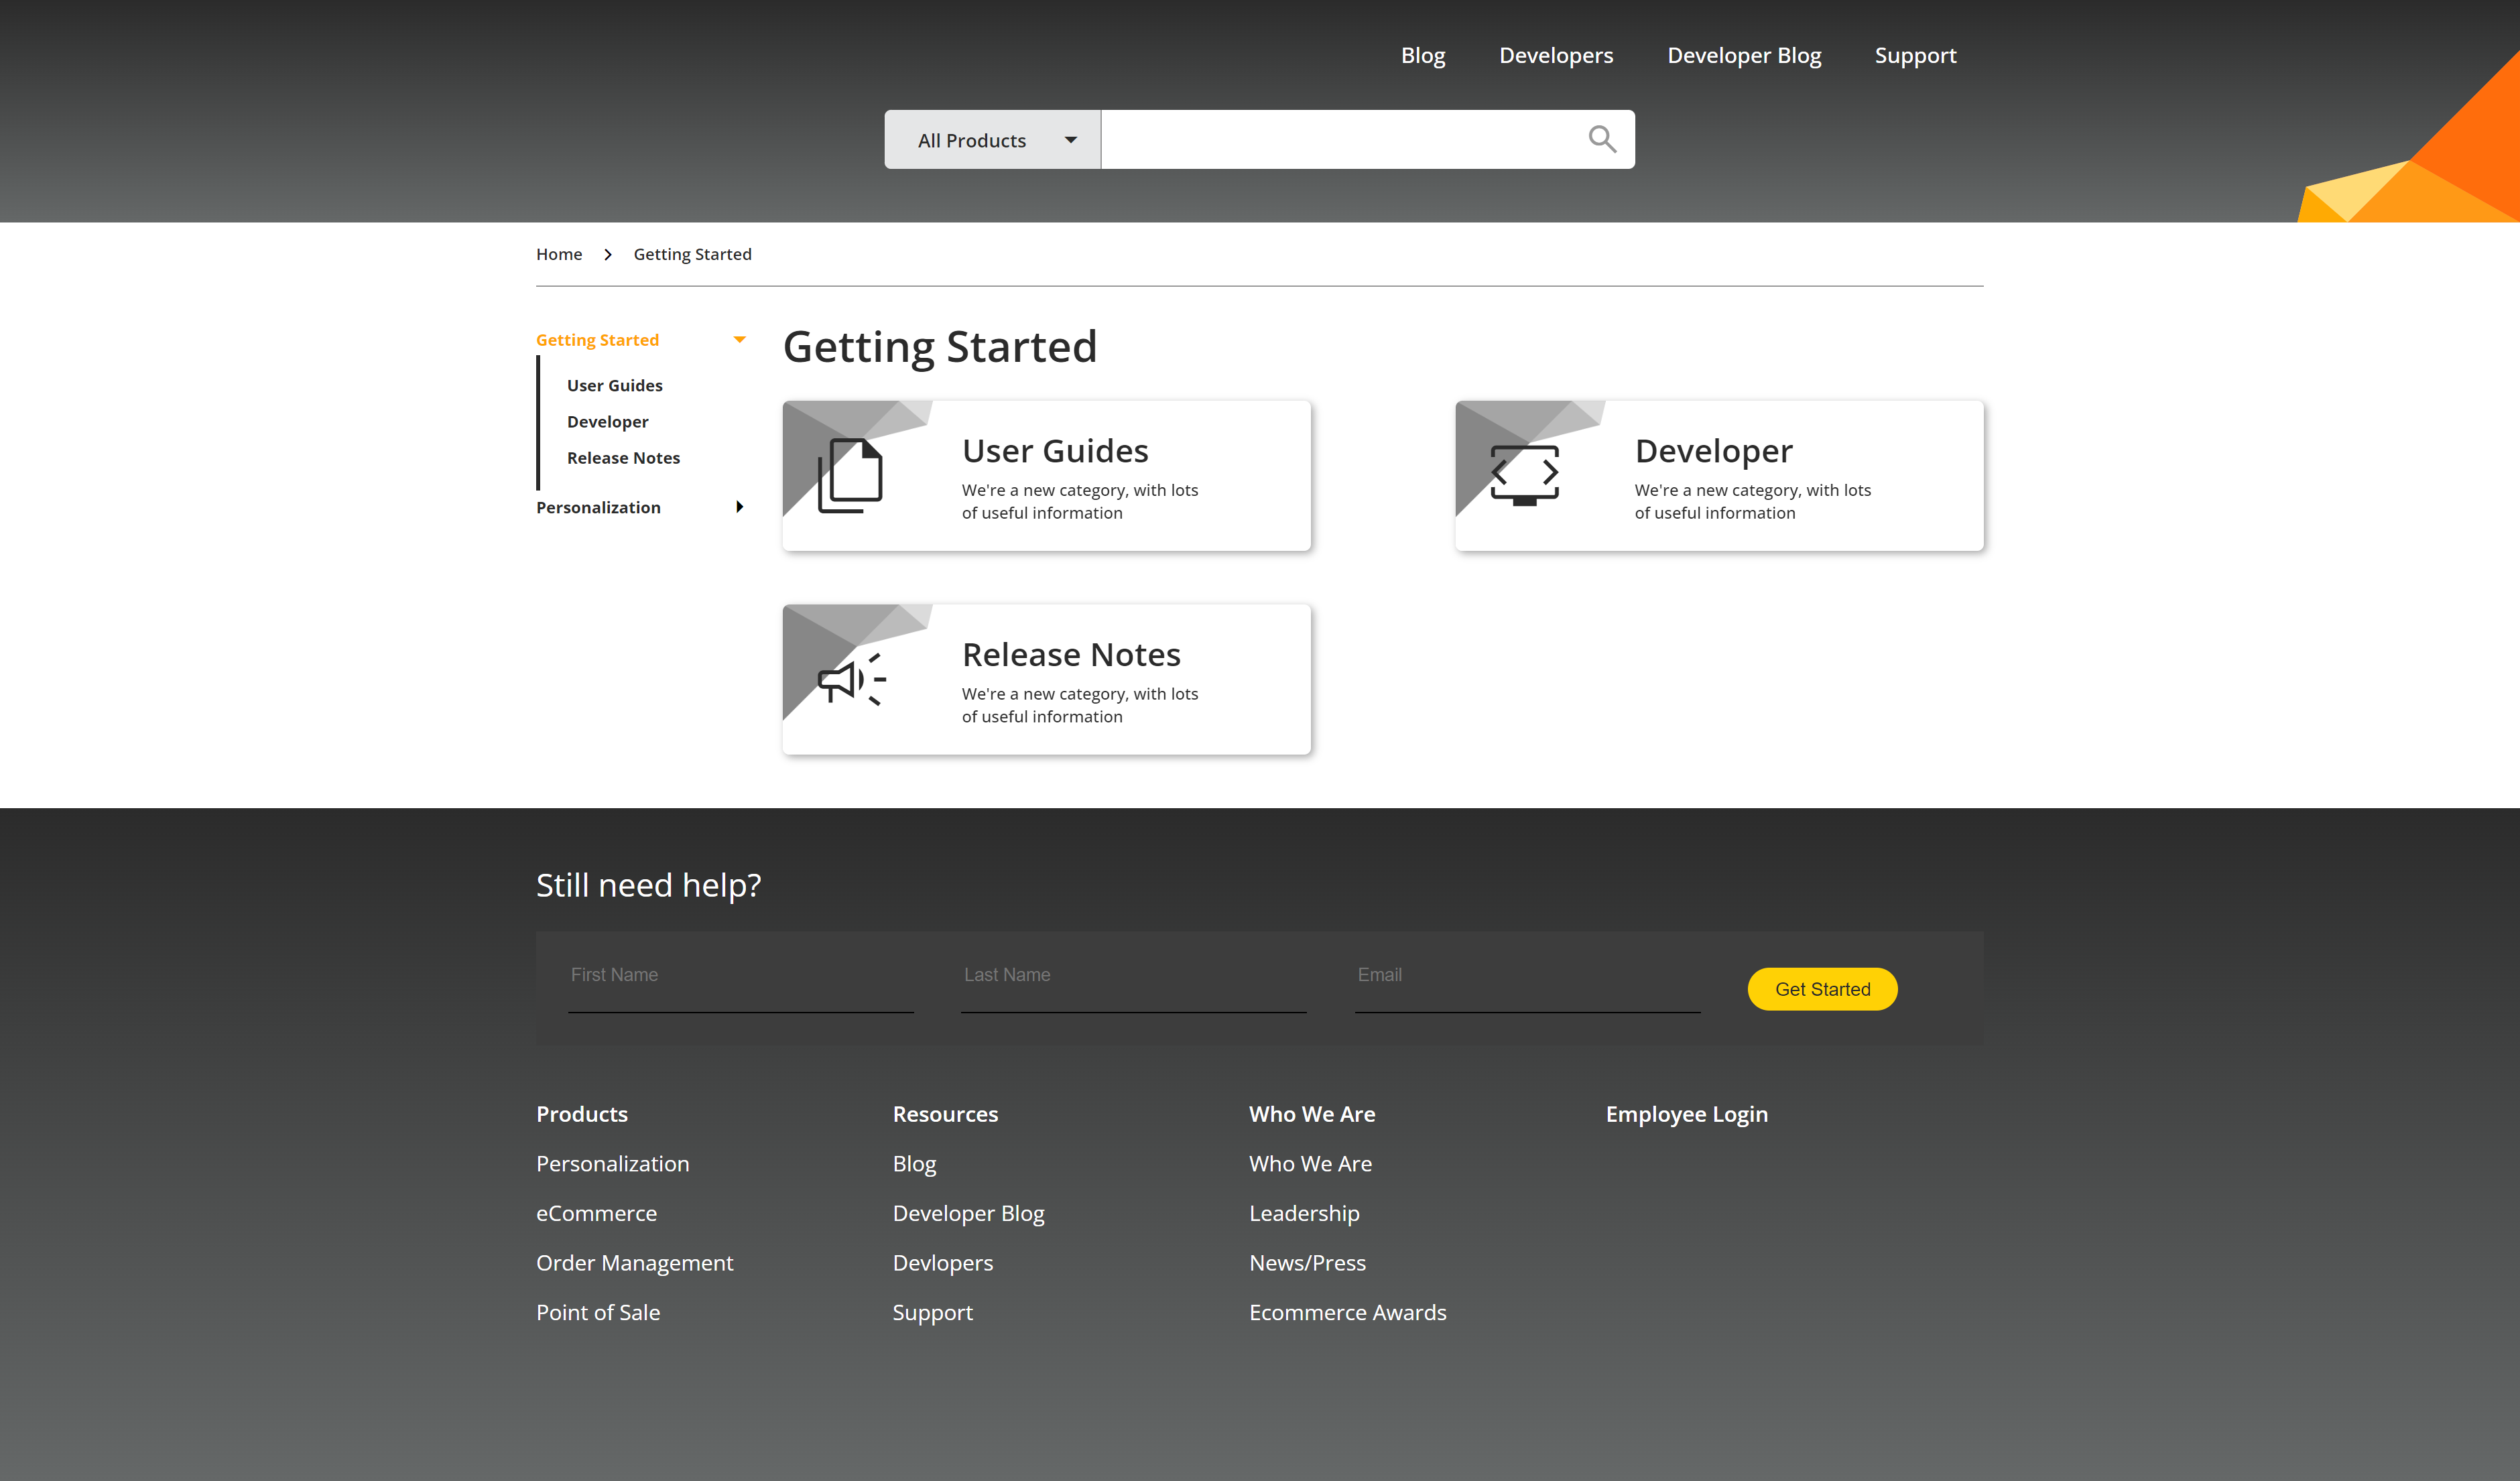 Blog Developers Developer Blog Support
All Products
Home Getting Started
Getting Started
User Guides
Developer
Release Notes
Personalization
Getting Started
User Guides
We're a new category, with lots
of useful information
Developer
We're a new category, with lots
of useful information
Release Notes
We're a new category, with lots
of useful information
Still need help?
First Name Last Name Email Get Started
Products
Personalization
eCommerce
Order Management
Point of Sale
Resources
Blog
Developer Blog
Devlopers
Support
Who We Are
Who We Are
Leadership
News/Press
Ecommerce Awards
Employee Login